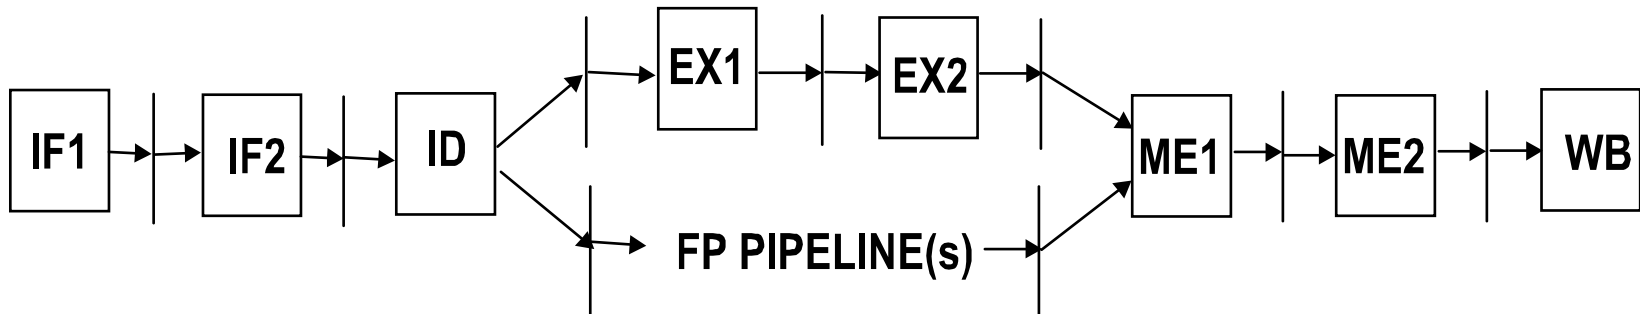 IF1
IF2
ID
EX1
EX2
FP PIPELINE(s)
ME1
ME2
WB